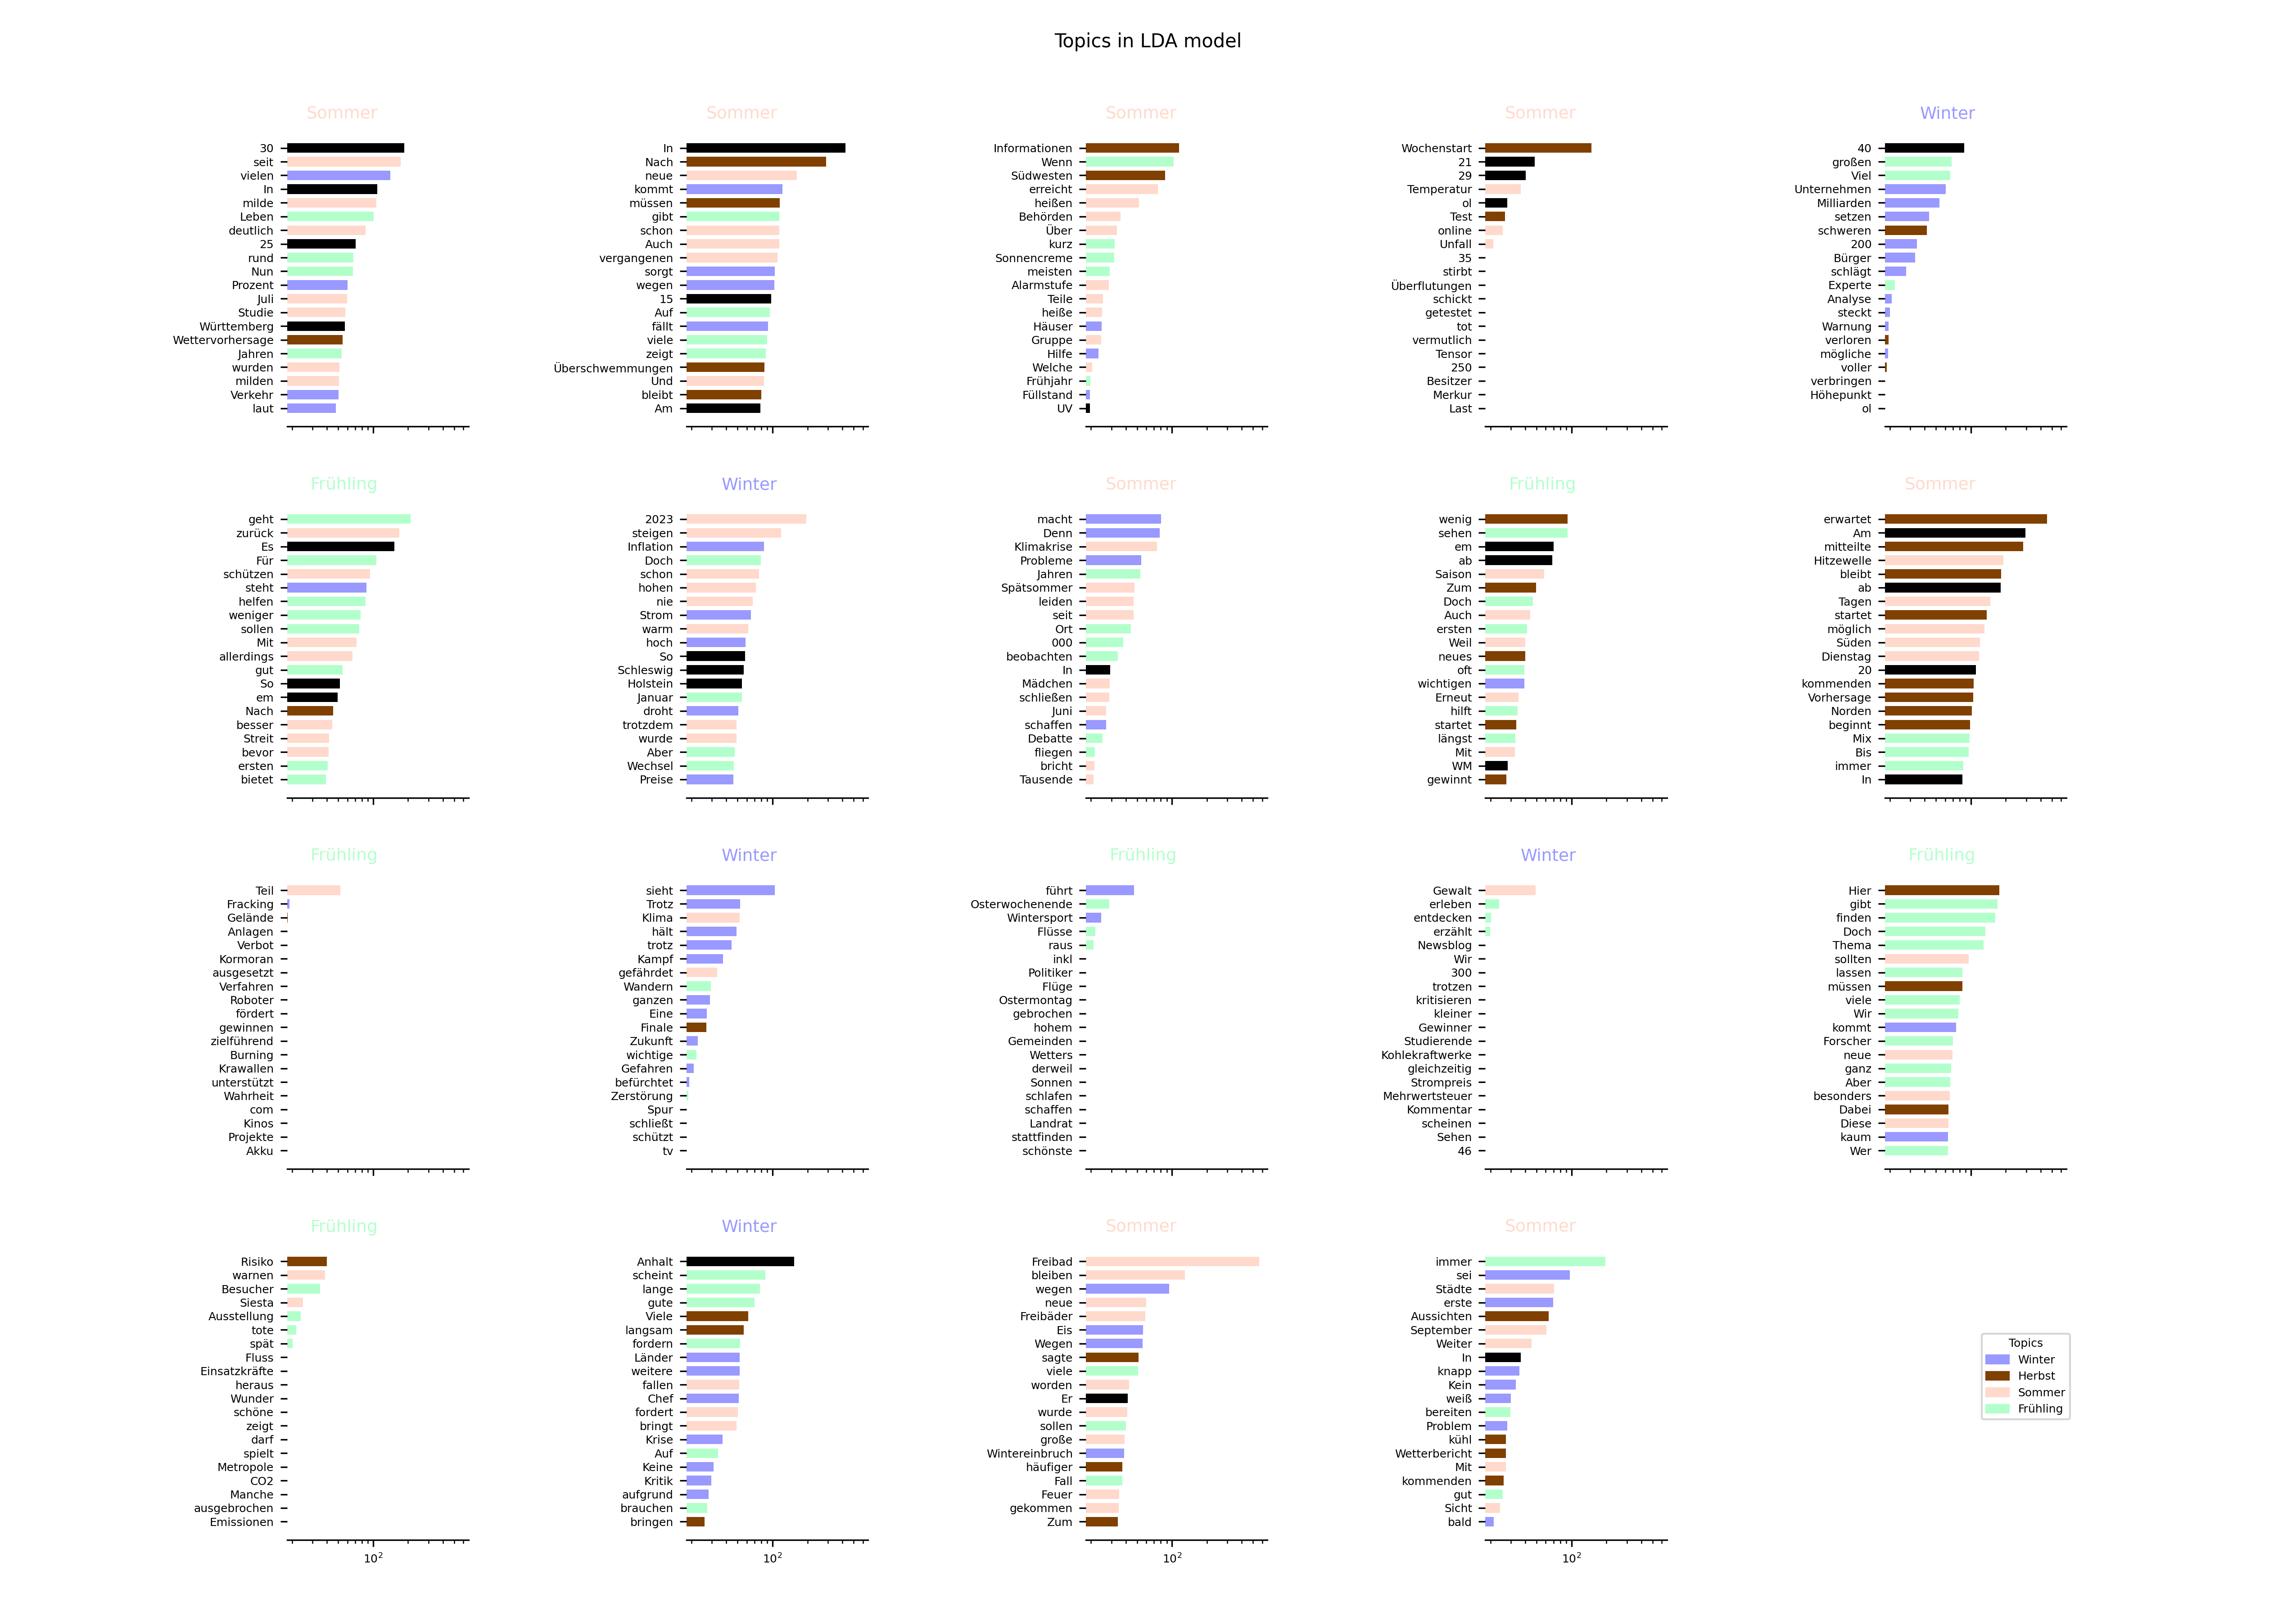 Topics in LDA model
Sommer
30
seit
vielen
In
milde
Leben
deutlich
25
rund
Nun
Prozent
Juli
Studie
Württemberg
Wettervorhersage
Jahren
wurden
milden
Verkehr
laut
Sommer
In
Nach
neue
kommt
müssen
gibt
schon
Auch
vergangenen
sorgt
wegen
15
Auf
fällt
viele
zeigt
Überschwemmungen
Und
bleibt
Am
Sommer
Informationen
Wenn
Südwesten
erreicht
heißen
Behörden
Über
kurz
Sonnencreme
meisten
Alarmstufe
Teile
heiße
Häuser
Gruppe
Hilfe
Welche
Frühjahr
Füllstand
UV
Sommer
Wochenstart
21
29
Temperatur
ol
Test
online
Unfall
35
stirbt
Überflutungen
schickt
getestet
tot
vermutlich
Tensor
250
Besitzer
Merkur
Last
Winter
40
großen
Viel
Unternehmen
Milliarden
setzen
schweren
200
Bürger
schlägt
Experte
Analyse
steckt
Warnung
verloren
mögliche
voller
verbringen
Höhepunkt
ol
Frühling
geht
zurück
Es
Für
schützen
steht
helfen
weniger
sollen
Mit
allerdings
gut
So
em
Nach
besser
Streit
bevor
ersten
bietet
Winter
2023
steigen
Inflation
Doch
schon
hohen
nie
Strom
warm
hoch
So
Schleswig
Holstein
Januar
droht
trotzdem
wurde
Aber
Wechsel
Preise
Sommer
macht
Denn
Klimakrise
Probleme
Jahren
Spätsommer
leiden
seit
Ort
000
beobachten
In
Mädchen
schließen
Juni
schaffen
Debatte
fliegen
bricht
Tausende
Frühling
wenig
sehen
em
ab
Saison
Zum
Doch
Auch
ersten
Weil
neues
oft
wichtigen
Erneut
hilft
startet
längst
Mit
WM
gewinnt
Sommer
erwartet
Am
mitteilte
Hitzewelle
bleibt
ab
Tagen
startet
möglich
Süden
Dienstag
20
kommenden
Vorhersage
Norden
beginnt
Mix
Bis
immer
In
Frühling
Teil
Fracking
Gelände
Anlagen
Verbot
Kormoran
ausgesetzt
Verfahren
Roboter
fördert
gewinnen
zielführend
Burning
Krawallen
unterstützt
Wahrheit
com
Kinos
Projekte
Akku
Winter
sieht
Trotz
Klima
hält
trotz
Kampf
gefährdet
Wandern
ganzen
Eine
Finale
Zukunft
wichtige
Gefahren
befürchtet
Zerstörung
Spur
schließt
schützt
tv
Frühling
führt
Osterwochenende
Wintersport
Flüsse
raus
inkl
Politiker
Flüge
Ostermontag
gebrochen
hohem
Gemeinden
Wetters
derweil
Sonnen
schlafen
schaffen
Landrat
stattfinden
schönste
Winter
Gewalt
erleben
entdecken
erzählt
Newsblog
Wir
300
trotzen
kritisieren
kleiner
Gewinner
Studierende
Kohlekraftwerke
gleichzeitig
Strompreis
Mehrwertsteuer
Kommentar
scheinen
Sehen
46
Frühling
Hier
gibt
finden
Doch
Thema
sollten
lassen
müssen
viele
Wir
kommt
Forscher
neue
ganz
Aber
besonders
Dabei
Diese
kaum
Wer
Frühling
Risiko
warnen
Besucher
Siesta
Ausstellung
tote
spät
Fluss
Einsatzkräfte
heraus
Wunder
schöne
zeigt
darf
spielt
Metropole
CO2
Manche
ausgebrochen
Emissionen
10²
Winter
Anhalt
scheint
lange
gute
Viele
langsam
fordern
Länder
weitere
fallen
Chef
fordert
bringt
Krise
Auf
Keine
Kritik
aufgrund
brauchen
bringen
10²
Sommer
Freibad
bleiben
wegen
neue
Freibäder
Eis
Wegen
sagte
viele
worden
Er
wurde
sollen
große
Wintereinbruch
häufiger
Fall
Feuer
gekommen
Zum
10²
Sommer
immer
sei
Städte
erste
Aussichten
September
Weiter
In
knapp
Kein
weiß
bereiten
Problem
kühl
Wetterbericht
Mit
kommenden
gut
Sicht
bald
10²
Topics
Winter
Herbst
Sommer
Frühling